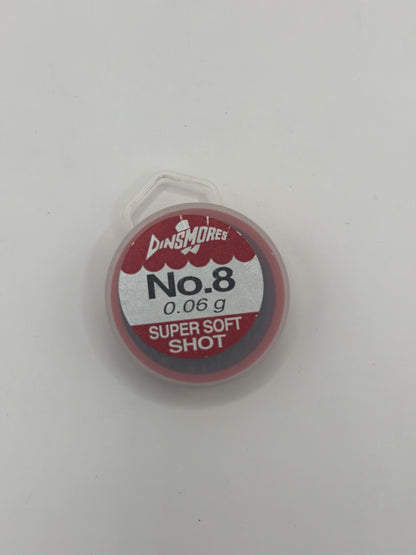 DINSMORES
No.8
0.06 g
SUPER SOFT
SHOT